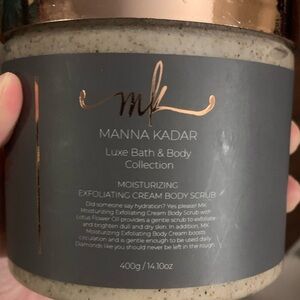 mk
MANNA KADAR
Luxe Bath & Body
Collection
MOISTURIZING
EXFOLIATING CREAM BODY SCRUB
Did someone say hydration? Yes please! MK
Moisturizing Exfoliating Cream Body Scrub with
Lotus Flower Oil provides a gentle scrub to exfoliate
and brighten dull and dry skin. In addition, MK
Moisturizing Exfoliating Body Cream boosts
circulation and is gentle enough to be used daily.
Diamonds like you should never be left in the rough.
400g / 14.10oz